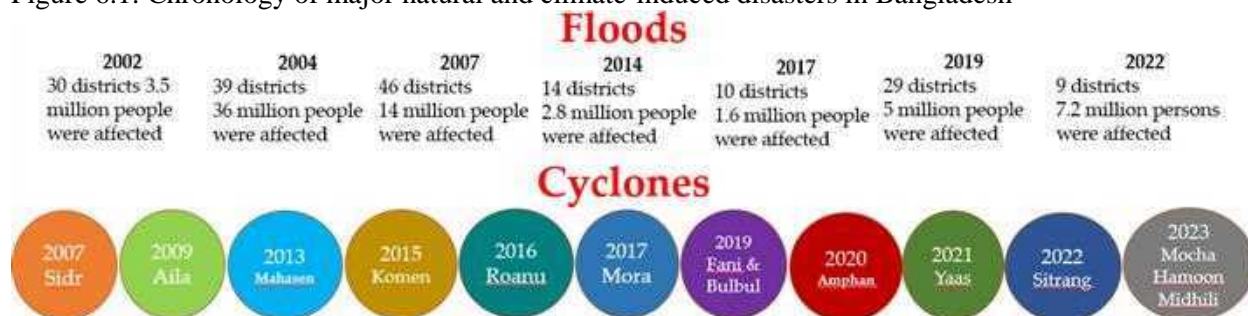 Figure 6.1: Chronology of major natural and climate-induced disasters in Bangladesh
Floods
2002
30 districts 3.5
million people
were affected
2004
39 districts
36 million people
were affected
2007
46 districts
14 million people
were affected
2014
14 districts
2.8 million people
were affected
2017
10 districts
1.6 million people
were affected
2019
29 districts
5 million people
were affected
2022
9 districts
7.2 million persons
were affected
Cyclones
2007
Sidr
2009
Aila
2013
Mahasen
2015
Komen
2016
Roanu
2017
Mora
2019
Fani &
Bulbul
2020
Amphan
2021
Yaas
2022
Sitrang
2023
Mocha
Hamoon
Midhili